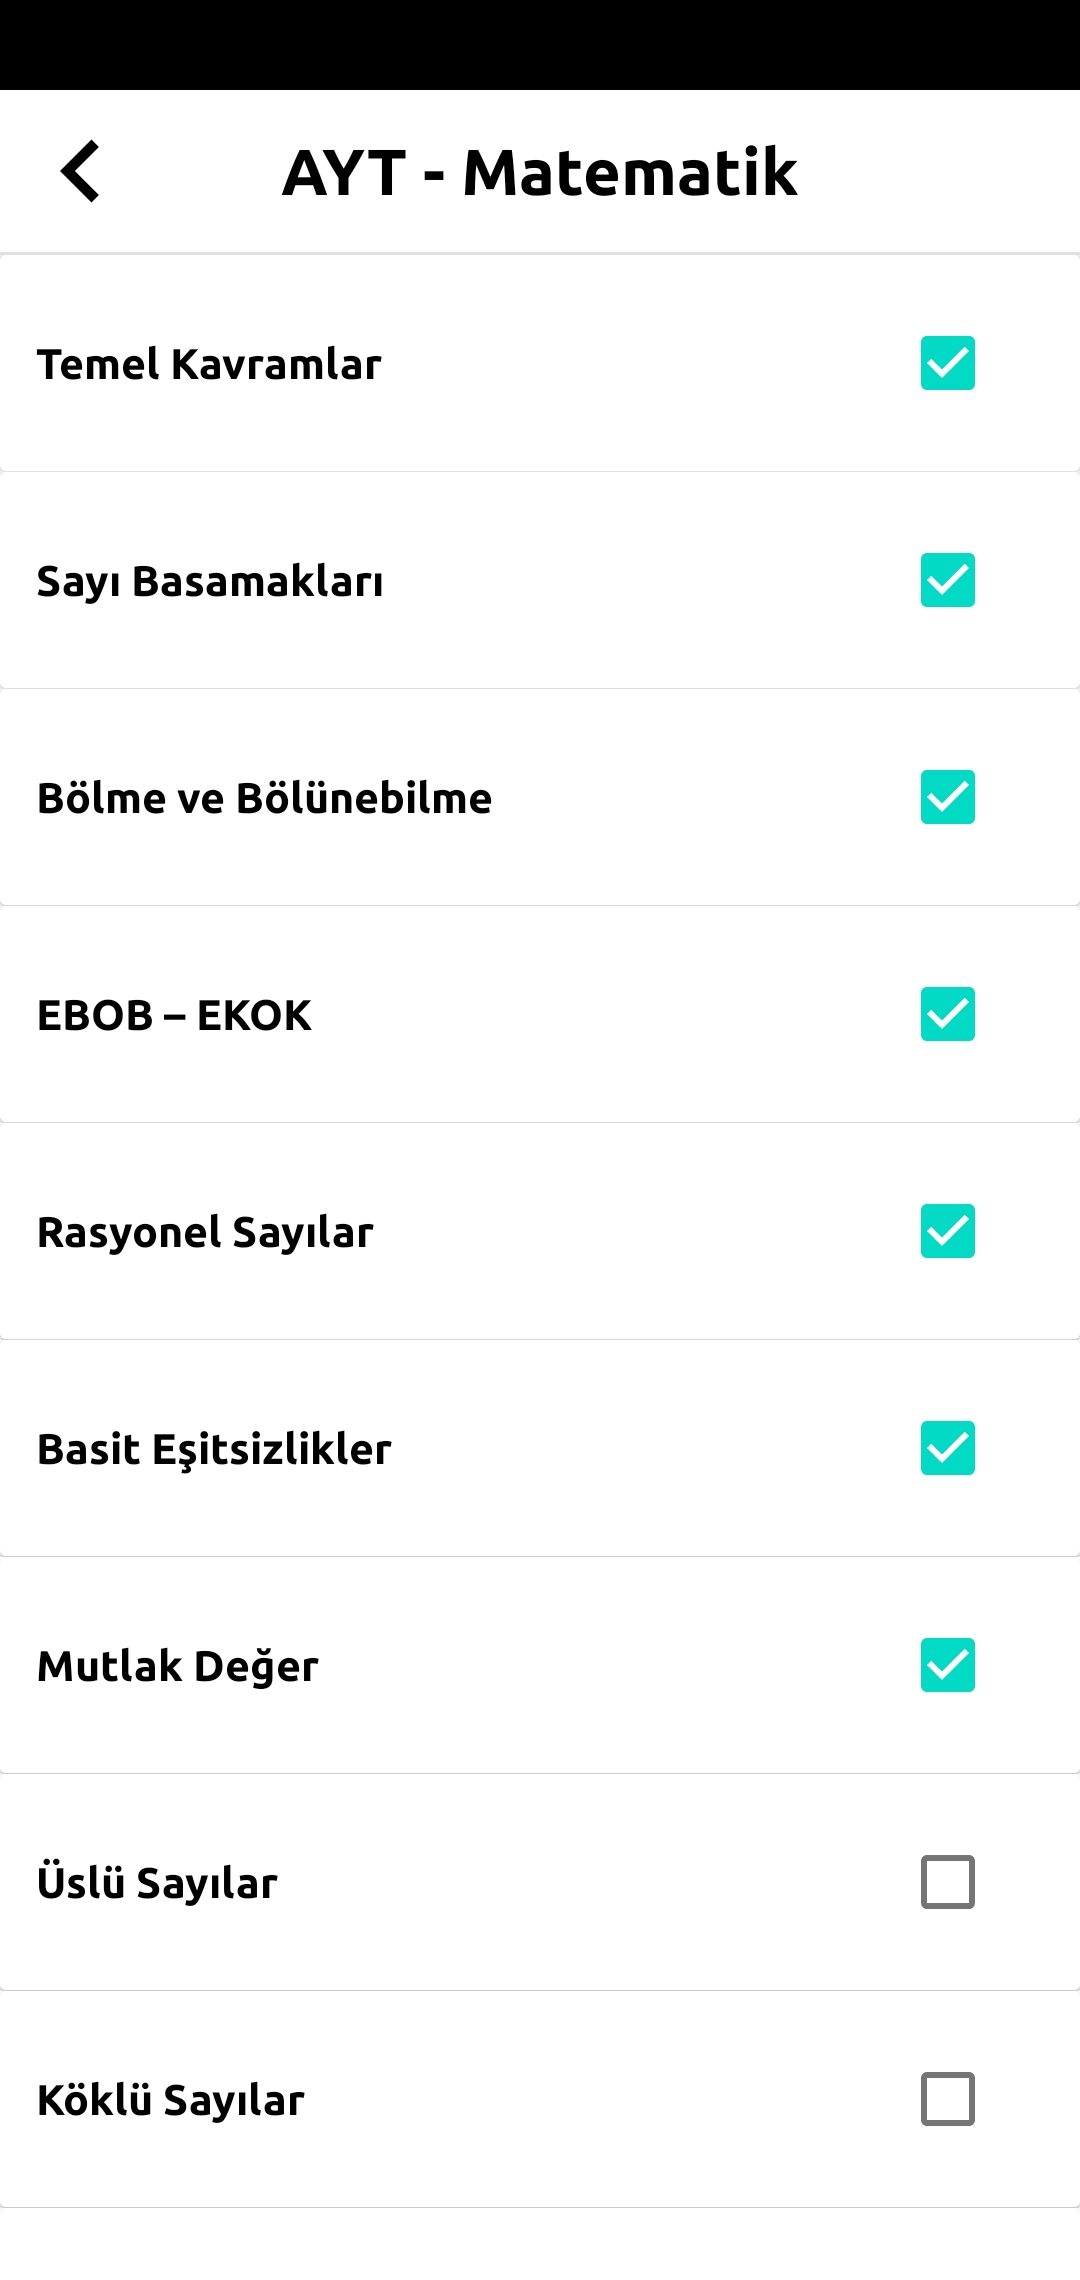 AYT - Matematik
Temel Kavramlar
Sayı Basamakları
Bölme ve Bölünebilme
EBOB – EKOK
Rasyonel Sayılar
Basit Eşitsizlikler
Mutlak Değer
Üslü Sayılar
Köklü Sayılar